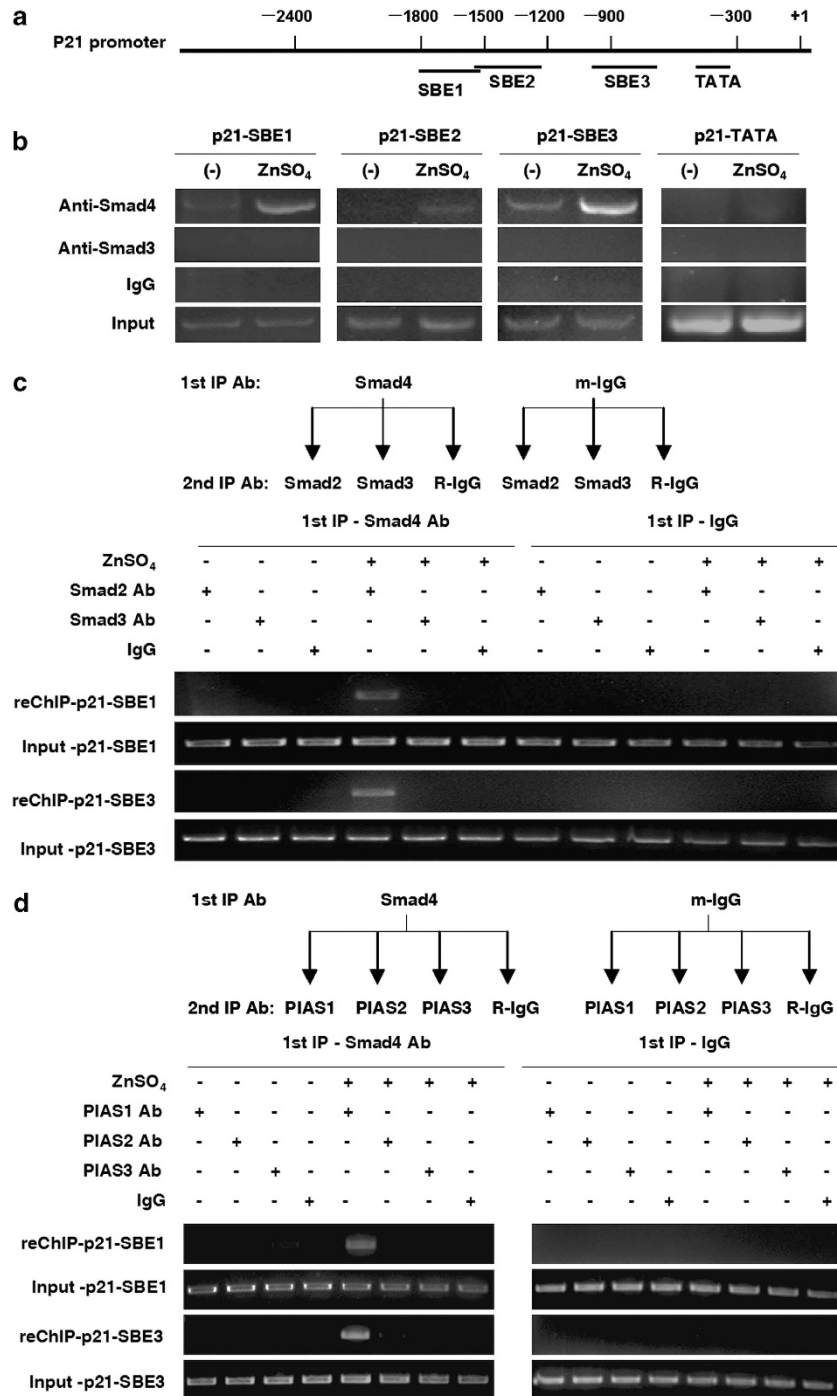 a
−2400 −1800 −1500 −1200 −900 −300 +1
P21 promoter
SBE1 SBE2 SBE3 TATA
b
p21-SBE1 p21-SBE2 p21-SBE3 p21-TATA
(-) ZnSO₄ (-) ZnSO₄ (-) ZnSO₄ (-) ZnSO₄
Anti-Smad4
Anti-Smad3
IgG
Input
c
1st IP Ab: Smad4 m-IgG
2nd IP Ab: Smad2 Smad3 R-IgG Smad2 Smad3 R-IgG
1st IP - Smad4 Ab 1st IP - IgG
ZnSO₄ - - - + + + - - - + + +
Smad2 Ab + - - + - - + - - + - -
Smad3 Ab - + - - + - - + - - + -
IgG - - + - - + - - + - - +
reChIP-p21-SBE1
Input -p21-SBE1
reChIP-p21-SBE3
Input -p21-SBE3
d
1st IP Ab Smad4 m-IgG
2nd IP Ab: PIAS1 PIAS2 PIAS3 R-IgG PIAS1 PIAS2 PIAS3 R-IgG
1st IP - Smad4 Ab 1st IP - IgG
ZnSO₄ - - - - + + + + - - - - + + + +
PIAS1 Ab + - - - + - - - + - - - + - - -
PIAS2 Ab - + - - - + - - - + - - - + - -
PIAS3 Ab - - + - - - + - - - + - - - + -
IgG - - - + - - - + - - - + - - - +
reChIP-p21-SBE1
Input -p21-SBE1
reChIP-p21-SBE3
Input -p21-SBE3